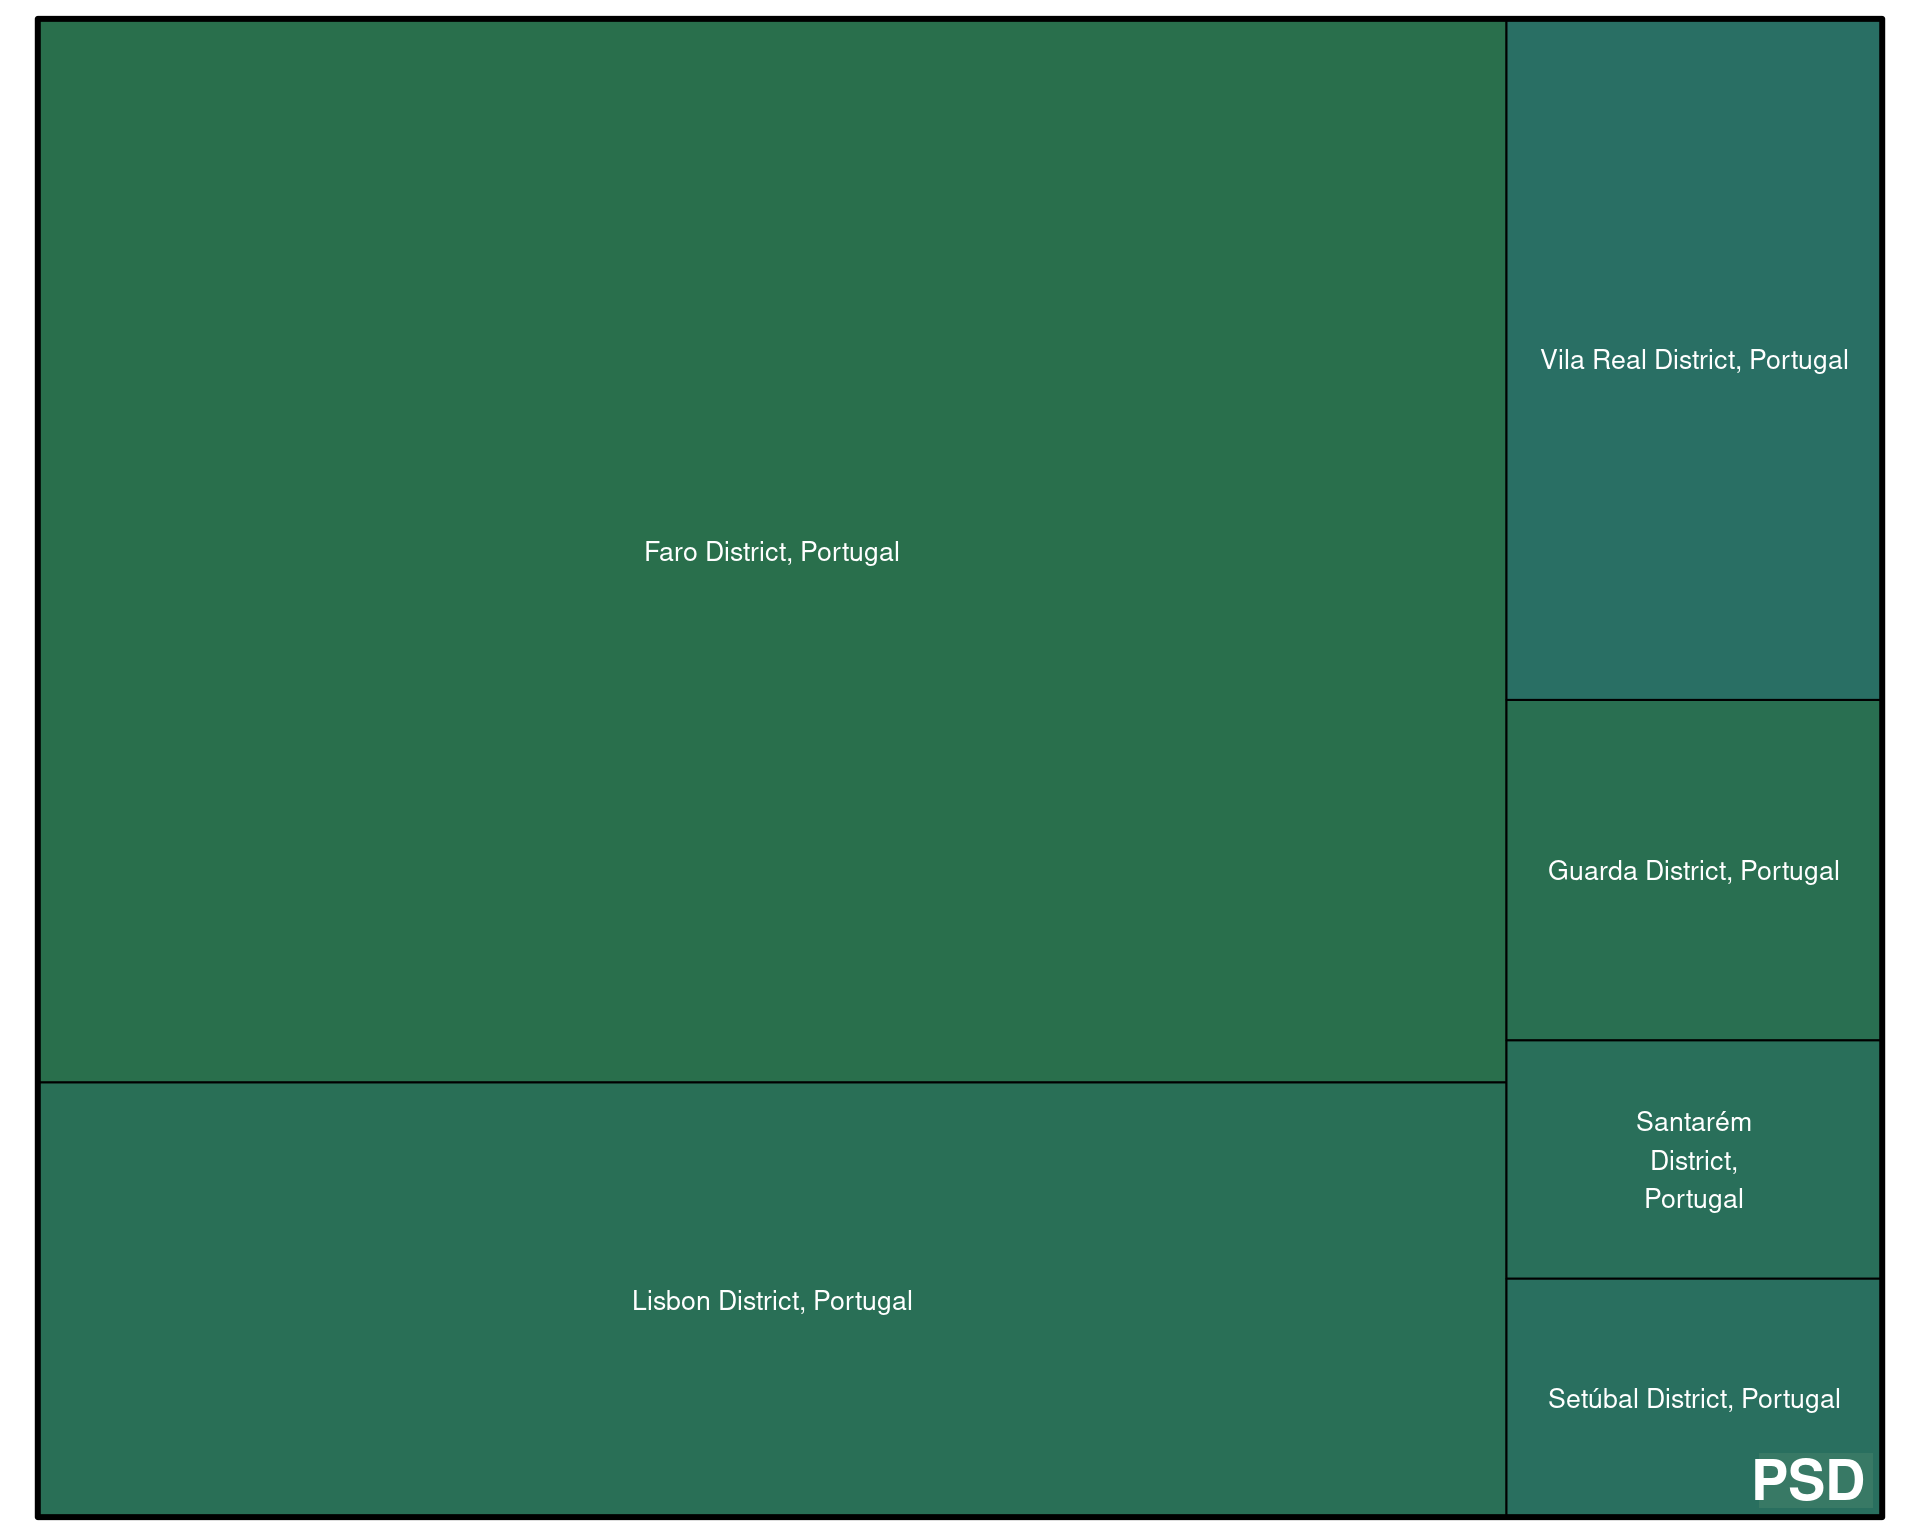 Faro District, Portugal
Lisbon District, Portugal
Vila Real District, Portugal
Guarda District, Portugal
Santarém
District,
Portugal
Setúbal District, Portugal
PSD